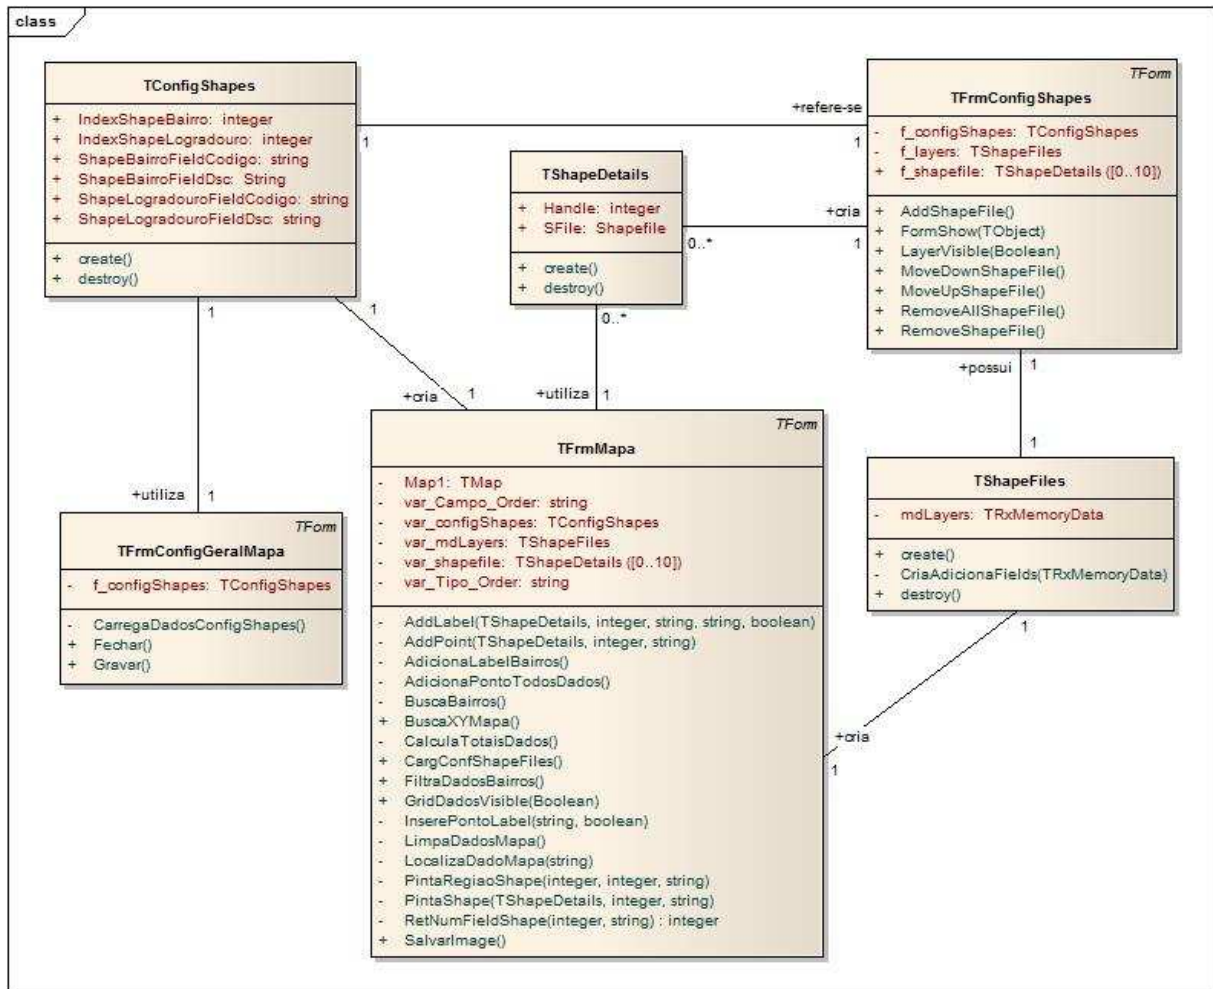 class
TConfigShapes
+ IndexShapeBairro: integer
+ IndexShapeLogradouro: integer
+ ShapeBairroFieldCodigo: string
+ ShapeBairroFieldDsc: String
+ ShapeLogradouroFieldCodigo: string
+ ShapeLogradouroFieldDsc: string
+ create()
+ destroy()
+refere-se
1
1
TForm
TFrmConfigShapes
- f_configShapes: TConfigShapes
- f_layers: TShapeFiles
+ f_shapefile: TShapeDetails ([0..10])
+ AddShapeFile()
+ FormShow(TObject)
+ LayerVisible(Boolean)
+ MoveDownShapeFile()
+ MoveUpShapeFile()
+ RemoveAllShapeFile()
+ RemoveShapeFile()
TShapeDetails
+ Handle: integer
+ SFile: Shapefile
+ create()
+ destroy()
+cria
0..*
1
1
1
0..*
+possui
1
+cria
1
+utiliza
1
1
+utiliza
1
TForm
TFrmConfigGeralMapa
- f_configShapes: TConfigShapes
- CarregaDadosConfigShapes()
+ Fechar()
+ Gravar()
TForm
TFrmMapa
- Map1: TMap
- var_Campo_Order: string
- var_configShapes: TConfigShapes
- var_mdLayers: TShapeFiles
- var_shapefile: TShapeDetails ([0..10])
- var_Tipo_Order: string
- AddLabel(TShapeDetails, integer, string, string, boolean)
- AddPoint(TShapeDetails, integer, string)
- AdicionaLabelBairros()
- AdicionaPontoTodosDados()
- BuscaBairros()
+ BuscaXYMapa()
- CalculaTotaisDados()
+ CargConfShapeFiles()
+ FiltraDadosBairros()
+ GridDadosVisible(Boolean)
- InserePontoLabel(string, boolean)
- LimpaDadosMapa()
- LocalizaDadoMapa(string)
- PintaRegiaoShape(integer, integer, string)
- PintaShape(TShapeDetails, integer, string)
- RetNumFieldShape(integer, string) : integer
+ SalvarImage()
TShapeFiles
- mdLayers: TRxMemoryData
+ create()
- CriaAdicionaFields(TRxMemoryData)
+ destroy()
1
+cria
1